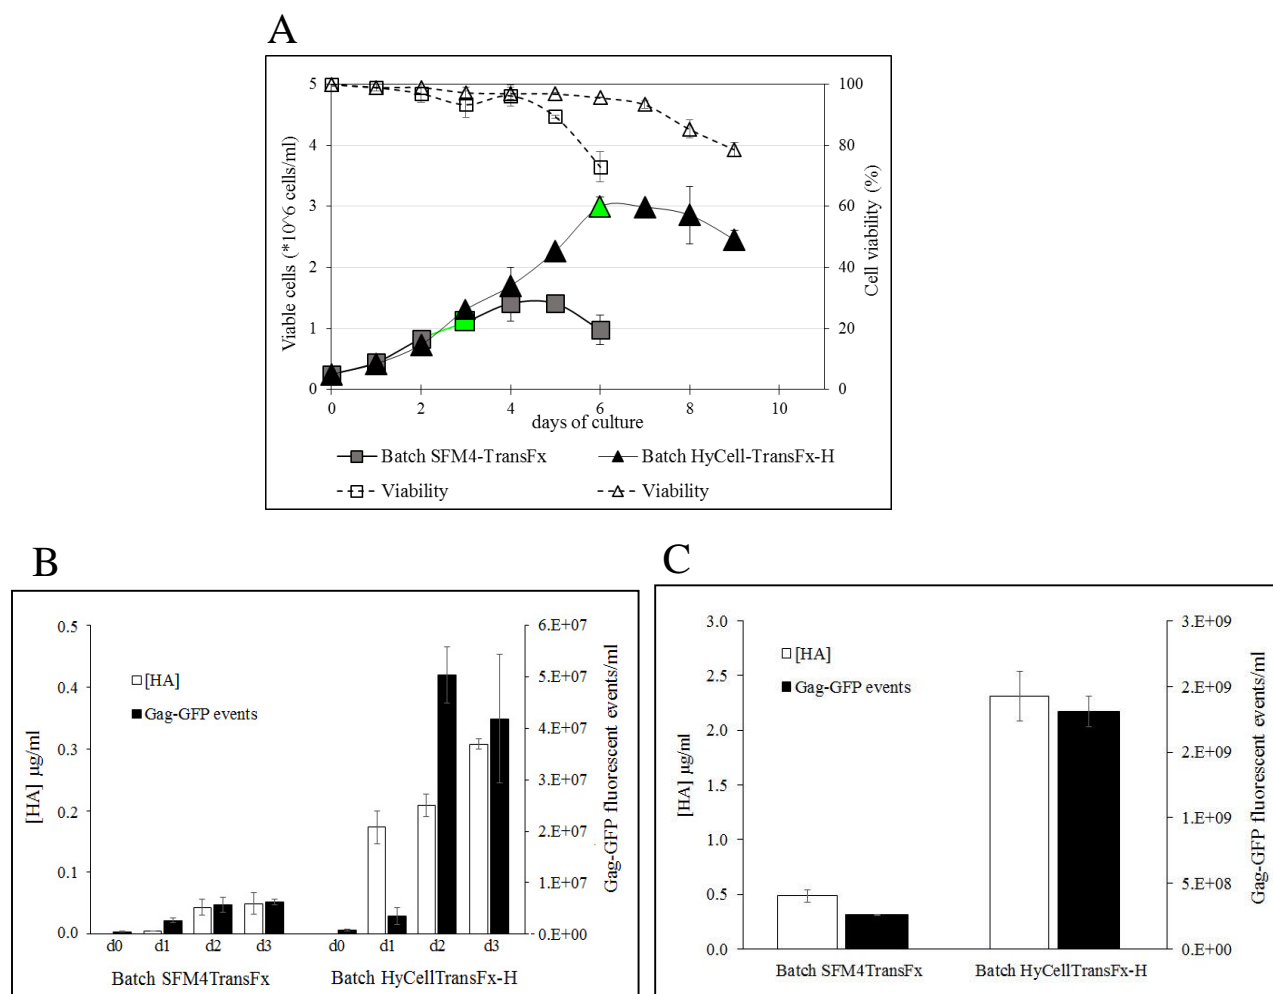 A
5
4
3
2
1
0
Viable cells (*10^6 cells/ml)
100
80
60
40
20
0
Cell viability (%)
0 2 4 6 8 10
days of culture
Batch SFM4-TransFx Batch HyCell-TransFx-H
Viability Viability
B
0.5
0.4
0.3
0.2
0.1
0.0
[HA] µg/ml
[HA]
Gag-GFP events
6.E+07
5.E+07
4.E+07
3.E+07
2.E+07
1.E+07
0.E+00
Gag-GFP fluorescent events/ml
d0 d1 d2 d3 d0 d1 d2 d3
Batch SFM4TransFx Batch HyCellTransFx-H
C
3.0
2.5
2.0
1.5
1.0
0.5
0.0
[HA] µg/ml
[HA]
Gag-GFP events
3.E+09
2.E+09
2.E+09
1.E+09
5.E+08
0.E+00
Gag-GFP fluorescent events/ml
Batch SFM4TransFx Batch HyCellTransFx-H